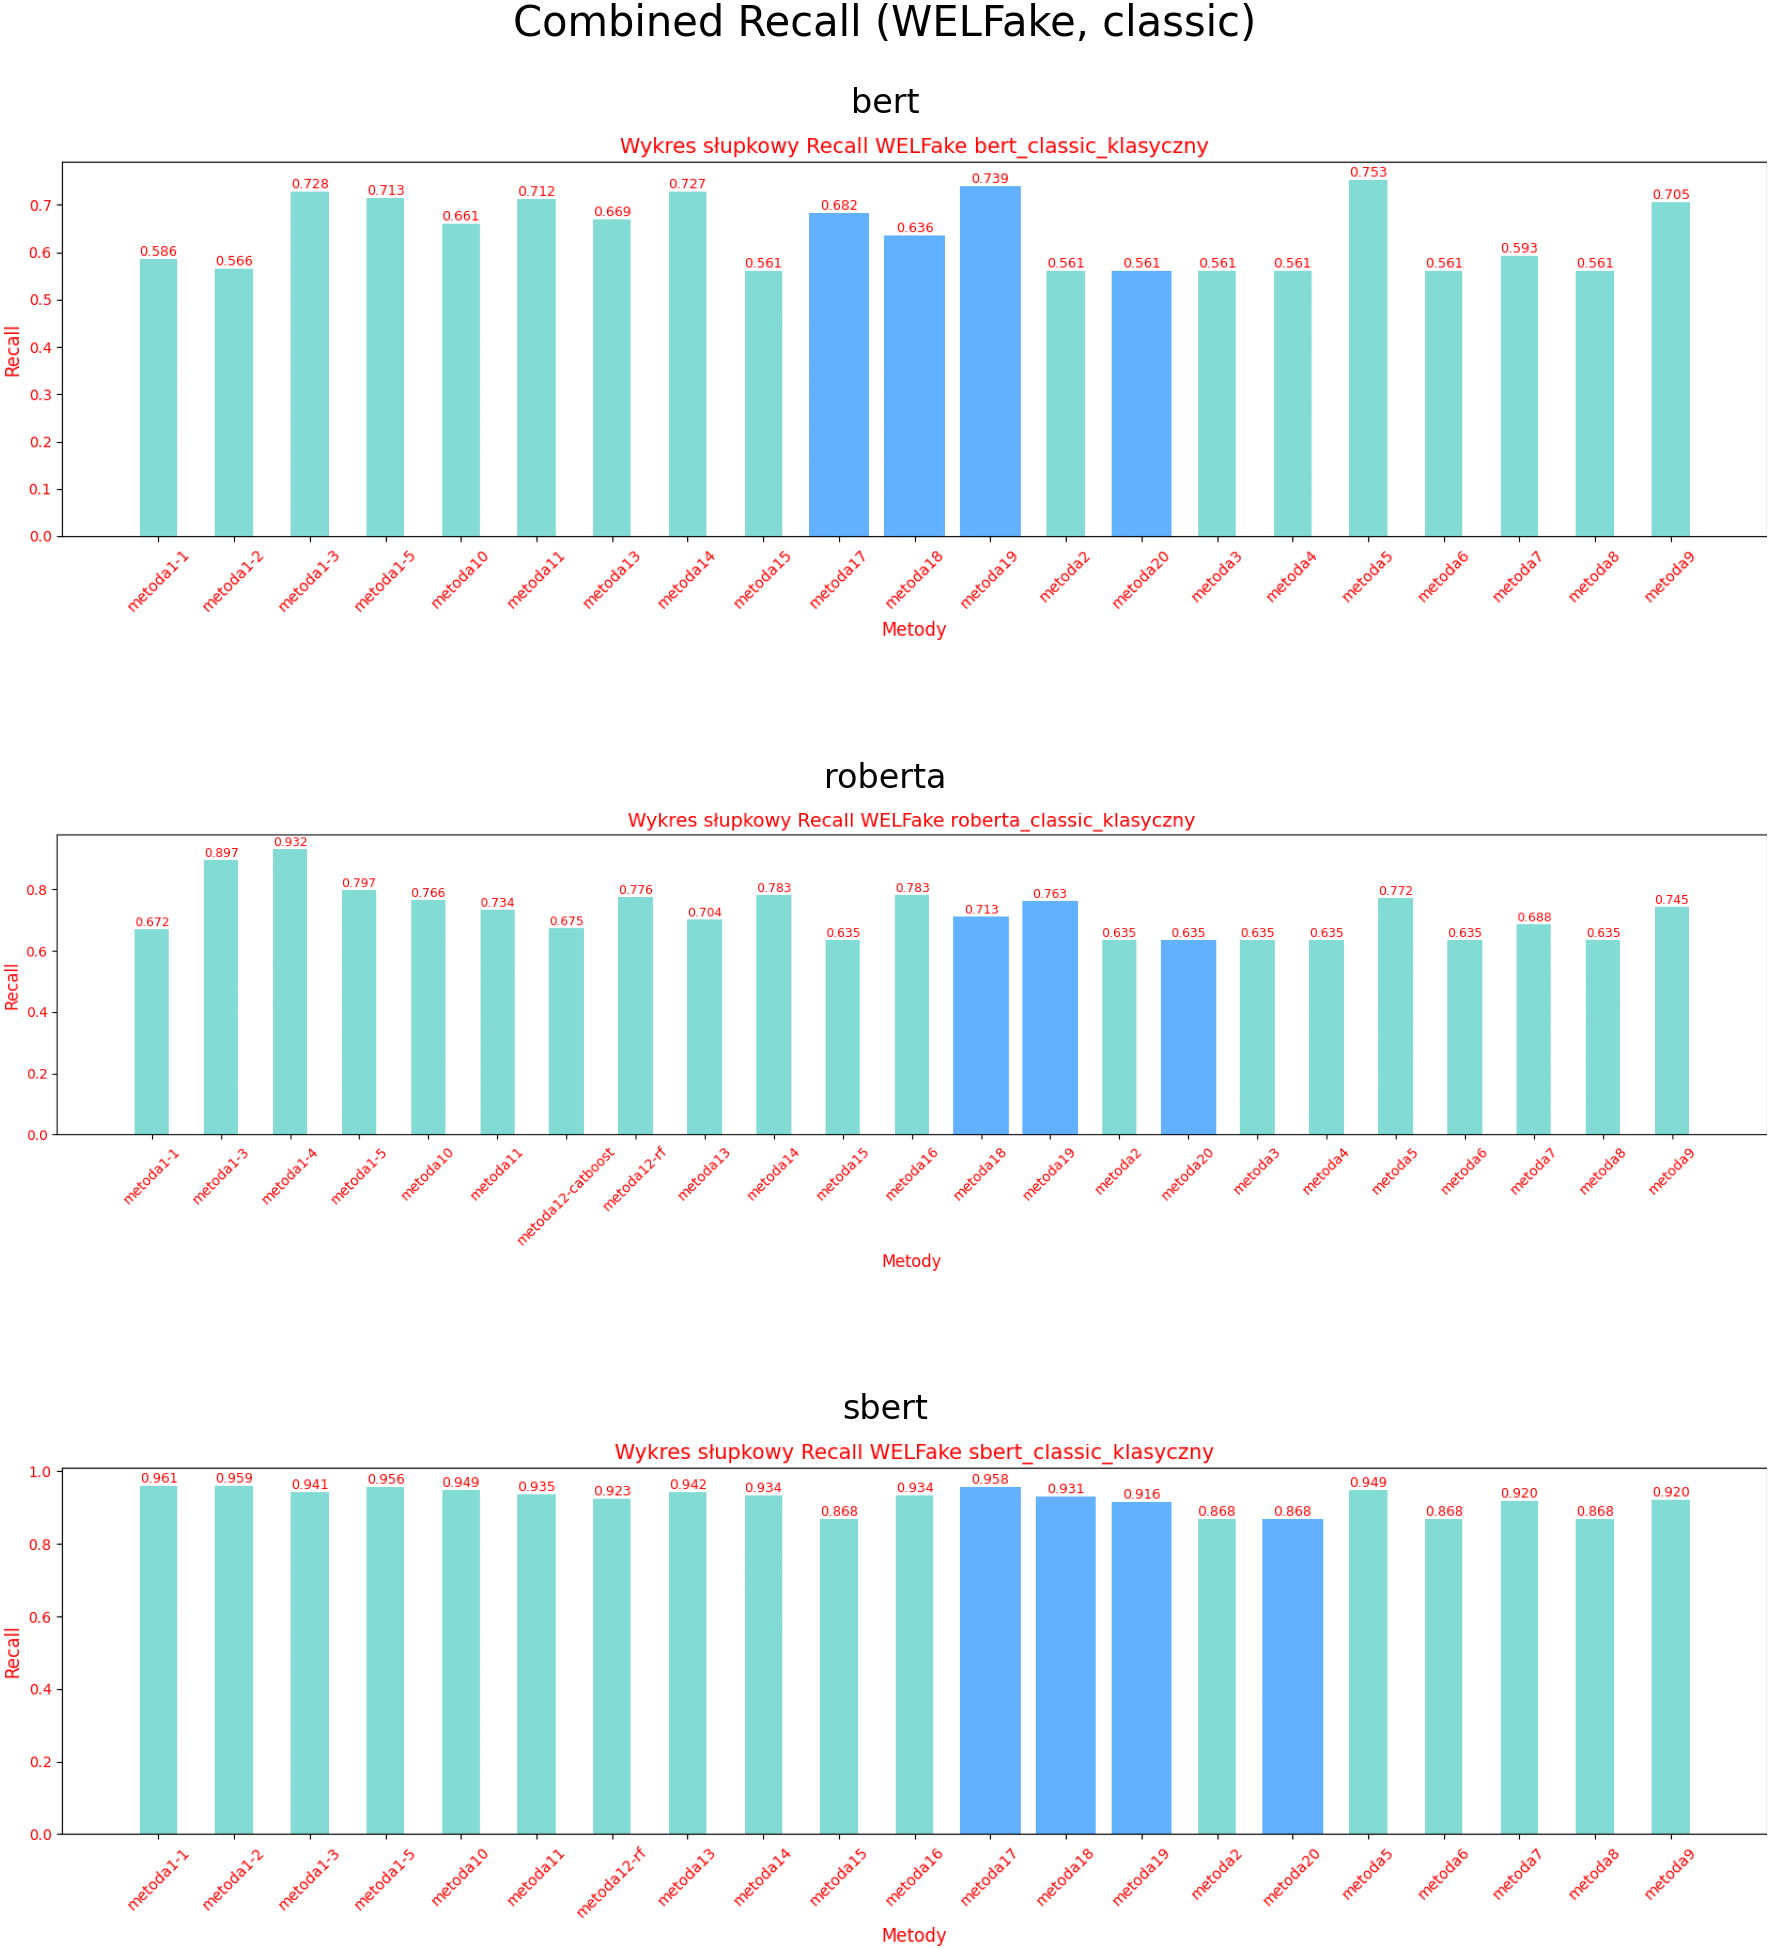 Combined Recall (WELFake, classic)
bert
Wykres słupkowy Recall WELFake bert_classic_klasyczny
0.586 0.566 0.728 0.713 0.661 0.712 0.669 0.727 0.561 0.682 0.636 0.739 0.561 0.561 0.561 0.561 0.753 0.561 0.593 0.561 0.705
0.7
0.6
0.5
0.4
0.3
0.2
0.1
0.0
Recall
metoda1-1 metoda1-2 metoda1-3 metoda1-5 metoda10 metoda11 metoda13 metoda14 metoda15 metoda17 metoda18 metoda19 metoda2 metoda20 metoda3 metoda4 metoda5 metoda6 metoda7 metoda8 metoda9
Metody
roberta
Wykres słupkowy Recall WELFake roberta_classic_klasyczny
0.672 0.897 0.932 0.797 0.766 0.734 0.675 0.776 0.704 0.783 0.635 0.783 0.713 0.763 0.635 0.635 0.635 0.635 0.772 0.635 0.688 0.635 0.745
0.8
0.6
0.4
0.2
0.0
Recall
metoda1-1 metoda1-3 metoda1-4 metoda1-5 metoda10 metoda11 metoda12-catboost metoda12-rf metoda13 metoda14 metoda15 metoda16 metoda18 metoda19 metoda2 metoda20 metoda3 metoda4 metoda5 metoda6 metoda7 metoda8 metoda9
Metody
sbert
Wykres słupkowy Recall WELFake sbert_classic_klasyczny
0.961 0.959 0.941 0.956 0.949 0.935 0.923 0.942 0.934 0.868 0.934 0.958 0.931 0.916 0.868 0.868 0.949 0.868 0.920 0.868 0.920
1.0
0.8
0.6
0.4
0.2
0.0
Recall
metoda1-1 metoda1-2 metoda1-3 metoda1-5 metoda10 metoda11 metoda12-rf metoda13 metoda14 metoda15 metoda16 metoda17 metoda18 metoda19 metoda2 metoda20 metoda5 metoda6 metoda7 metoda8 metoda9
Metody